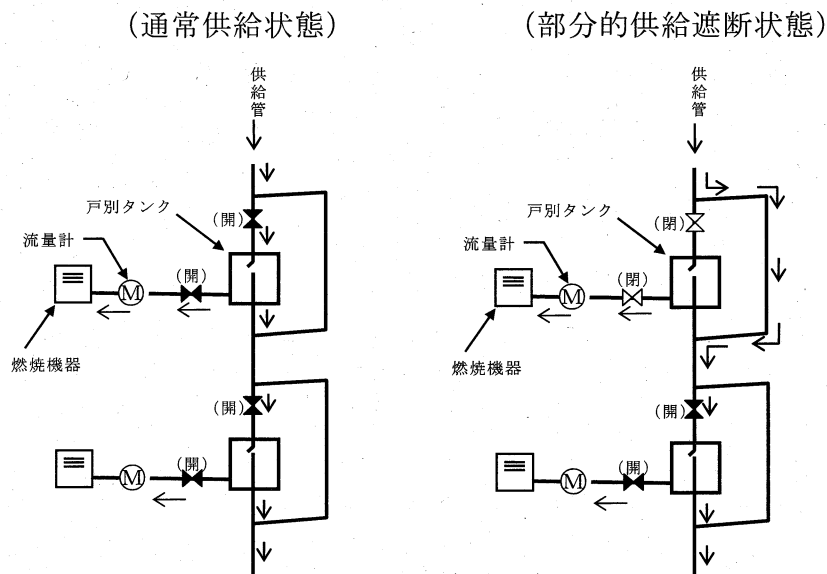 (通常供給状態)
供給管
戸別タンク
(開)
流量計
(開)
M
燃焼機器
(開)
(開)
M
(部分的供給遮断状態)
供給管
戸別タンク
(閉)
流量計
(閉)
M
燃焼機器
(開)
(開)
M